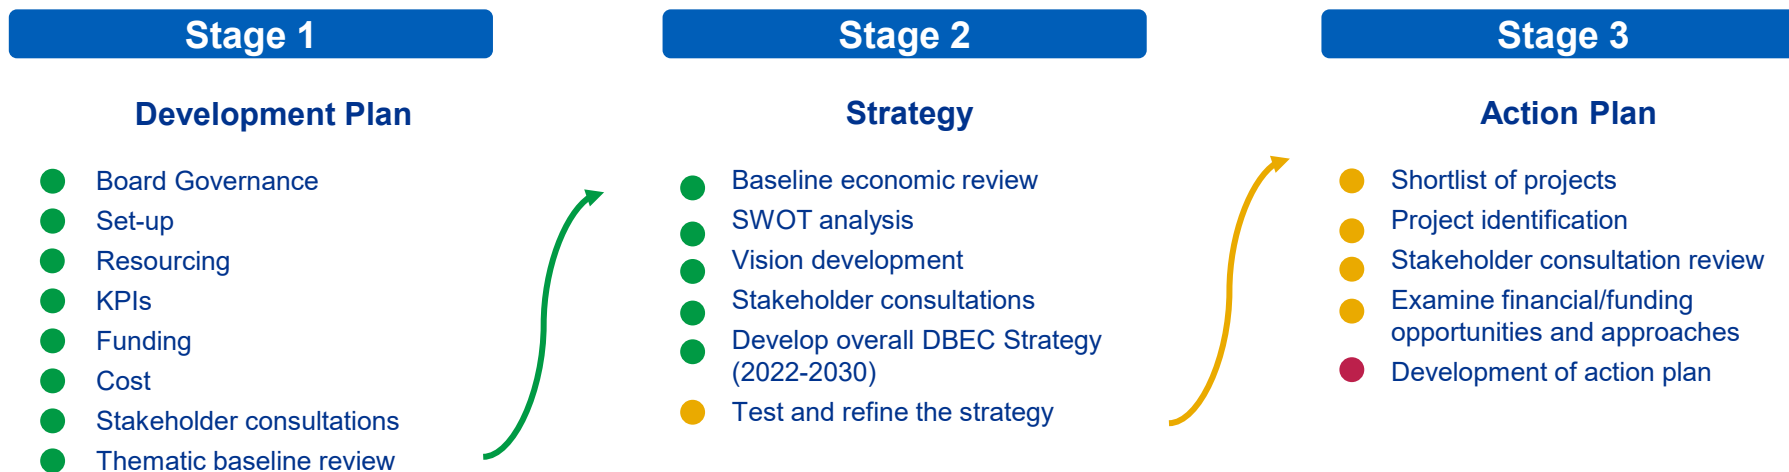 Stage 1
Development Plan
Board Governance
Set-up
Resourcing
KPIs
Funding
Cost
Stakeholder consultations
Thematic baseline review
Stage 2
Strategy
Baseline economic review
SWOT analysis
Vision development
Stakeholder consultations
Develop overall DBEC Strategy
(2022-2030)
Test and refine the strategy
Stage 3
Action Plan
Shortlist of projects
Project identification
Stakeholder consultation review
Examine financial/funding
opportunities and approaches
Development of action plan